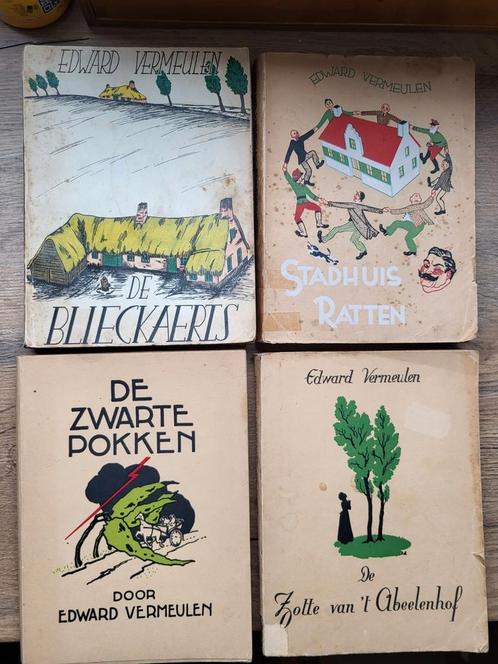 EDWARD VERMEULEN
DE
BLIECKAERTS
EDWARD VERMEULEN
STADHUIS
RATTEN
DE
ZWARTE
POKKEN
DOOR
EDWARD VERMEULEN
Edward Vermeulen
De
Zotte van 't Abeelenhof